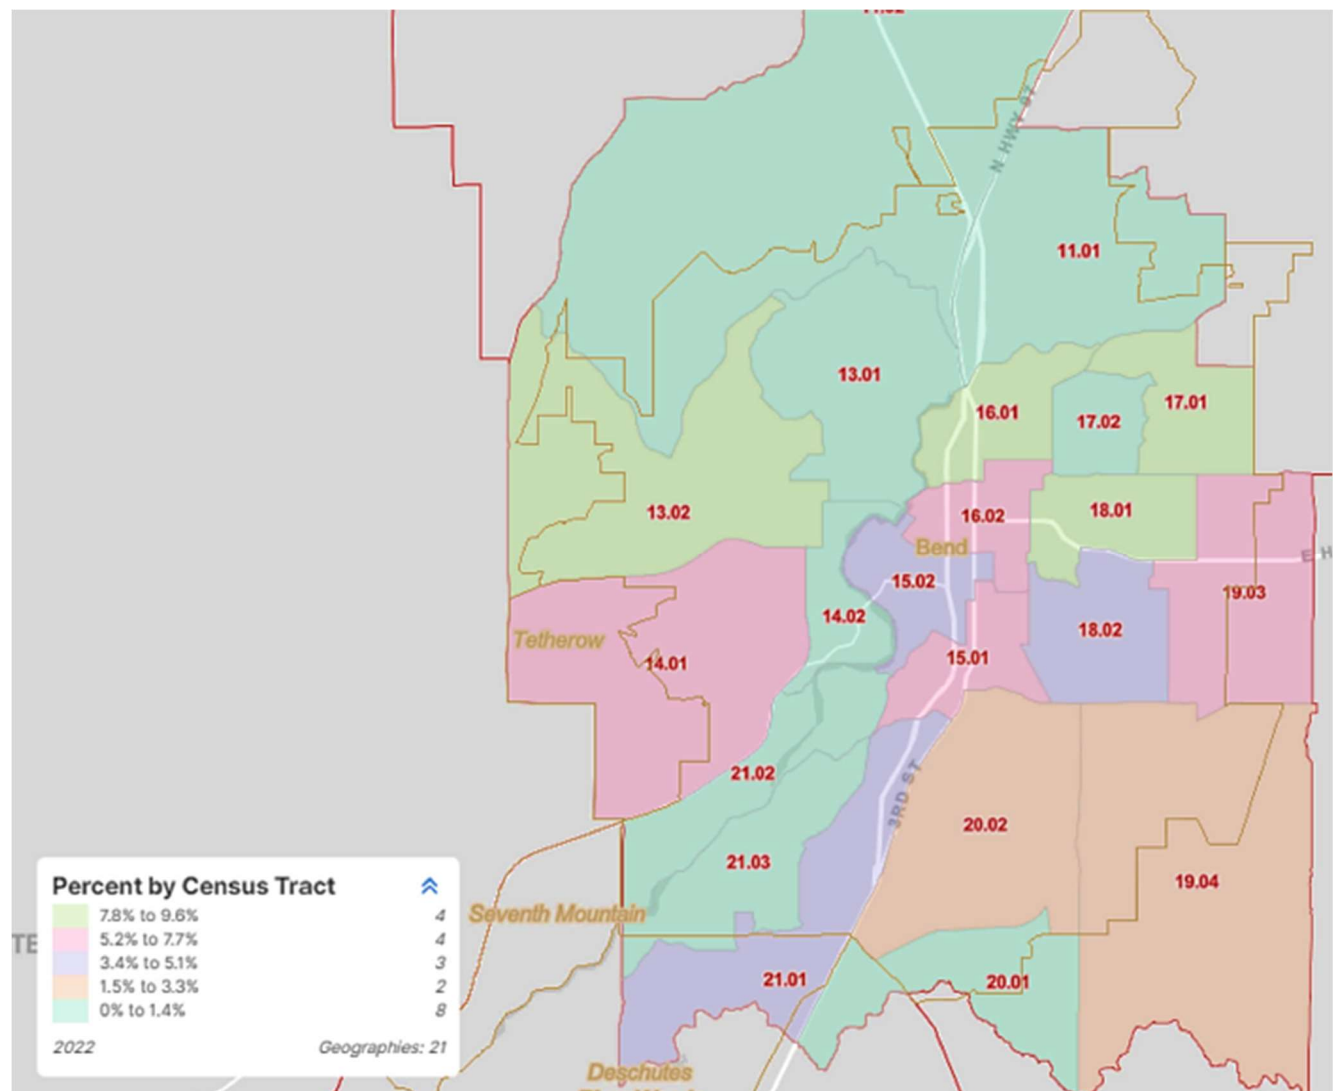 N HWY 97
11.01
13.01
16.01
17.02
17.01
13.02
16.02
18.01
Bend
E H
15.02
19.03
14.02
18.02
Tetherow
14.01
15.01
21.02
3RD ST
20.02
21.03
19.04
Seventh Mountain
TE
21.01
20.01
Deschutes
Percent by Census Tract
7.8% to 9.6% 4
5.2% to 7.7% 4
3.4% to 5.1% 3
1.5% to 3.3% 2
0% to 1.4% 8
2022 Geographies: 21